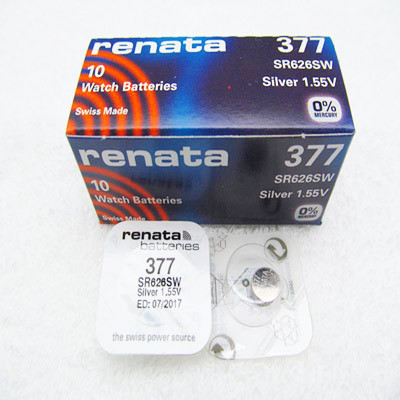 renata 377
10 SR626SW
Watch Batteries Silver 1.55V
Swiss Made 0%
MERCURY
renata 377
10 SR626SW
Watch Batteries Silver 1.55V
Swiss Made 0%
MERCURY
renata
batteries
377
SR626SW
Silver 1.55V
ED: 07/2017
the swiss power source